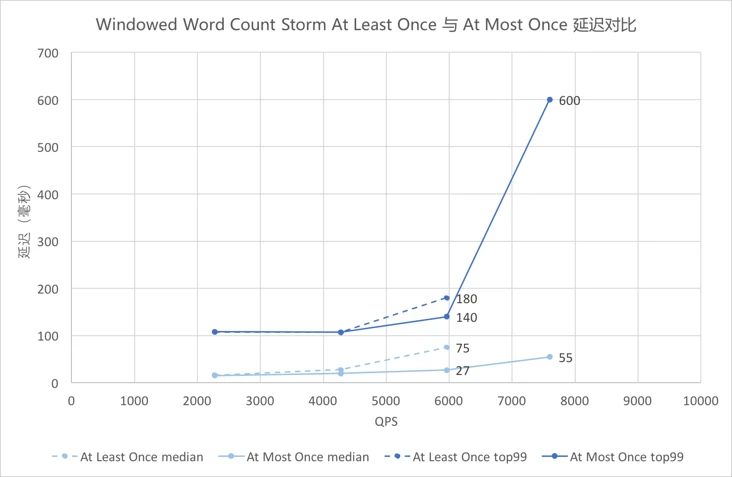 Windowed Word Count Storm At Least Once 与 At Most Once 延迟对比
700
600
600
500
400
延迟（毫秒）
300
200
180
140
100
75
55
27
0
0 1000 2000 3000 4000 5000 6000 7000 8000 9000 10000
QPS
At Least Once median At Most Once median At Least Once top99 At Most Once top99